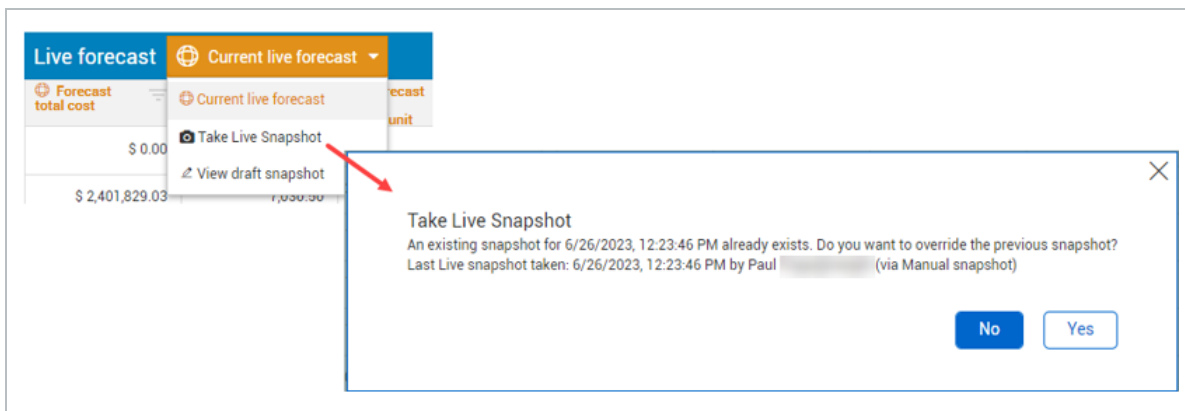 Live forecast
Current live forecast
Forecast
total cost
Current live forecast
recast
unit
Take Live Snapshot
$ 0.00
View draft snapshot
$ 2,401,829.03
7,030.50
Take Live Snapshot
An existing snapshot for 6/26/2023, 12:23:46 PM already exists. Do you want to override the previous snapshot?
Last Live snapshot taken: 6/26/2023, 12:23:46 PM by Paul (via Manual snapshot)
No
Yes